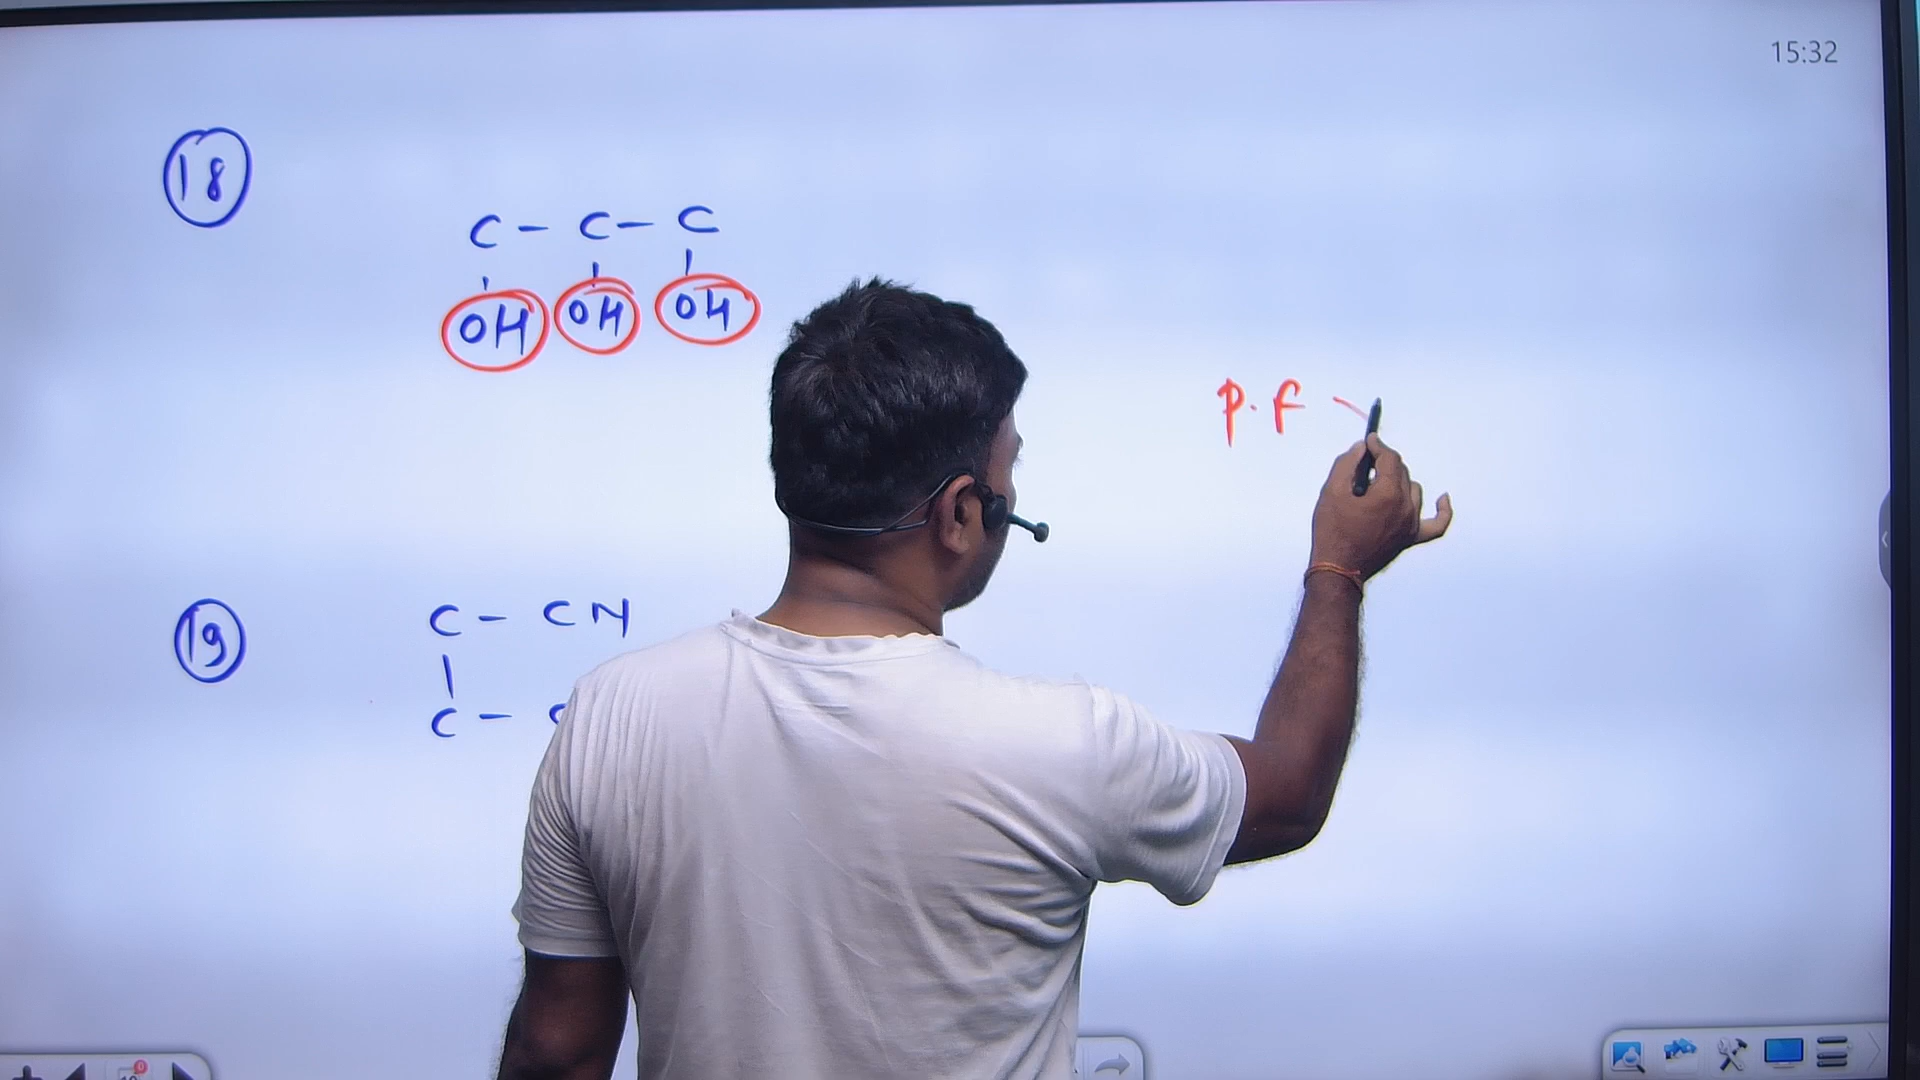 15:32
18
C - C - C
OH OH OH
P.f
19
C - CN
C -